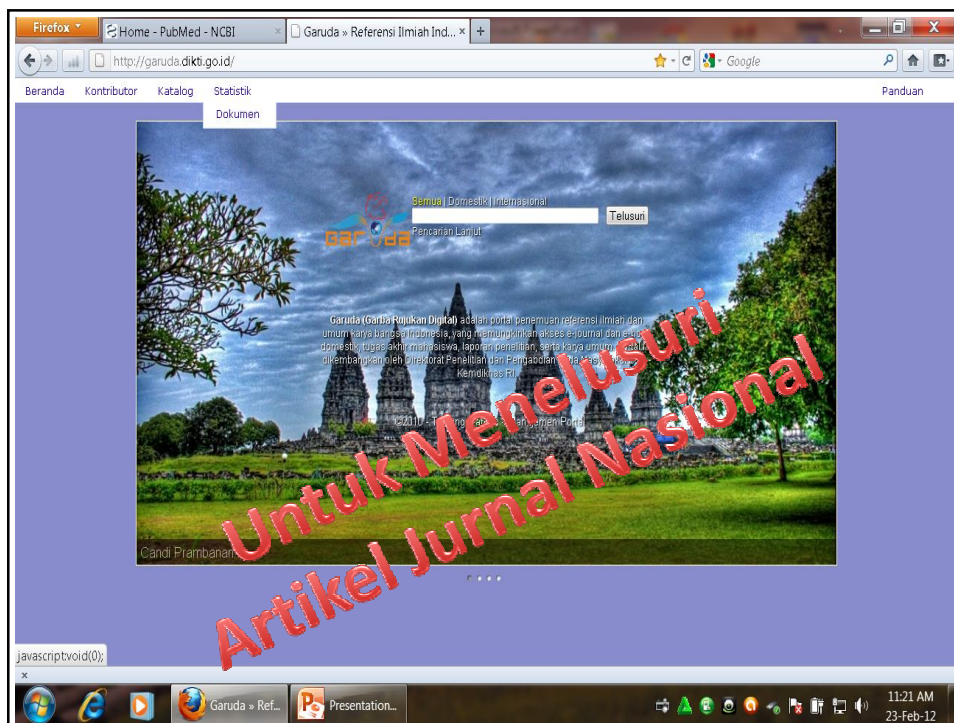 Firefox
Home - PubMed - NCBI
Garuda » Referensi Ilmiah Ind...
http://garuda.dikti.go.id/
Google
Beranda Kontributor Katalog Statistik Panduan
Dokumen
Semua | Domestik | Internasional
GarUda
Telusuri
Pencarian Lanjut
Garuda (Garba Rujukan Digital) adalah portal penemuan referensi ilmiah dan
umum karya bangsa Indonesia, yang memungkinkan akses e-journal dan
domestik, tugas akhir mahasiswa, laporan penelitian, serta karya umum
dikembangkan oleh Direktorat Penelitian dan Pengabdian
Kemdiknas RI
©2010 -
Portal
Untuk Menelusuri
Artikel Jurnal Nasional
Candi Prambanan
javascript:void(0);
Garuda » Ref...
Presentation...
11:21 AM
23-Feb-12